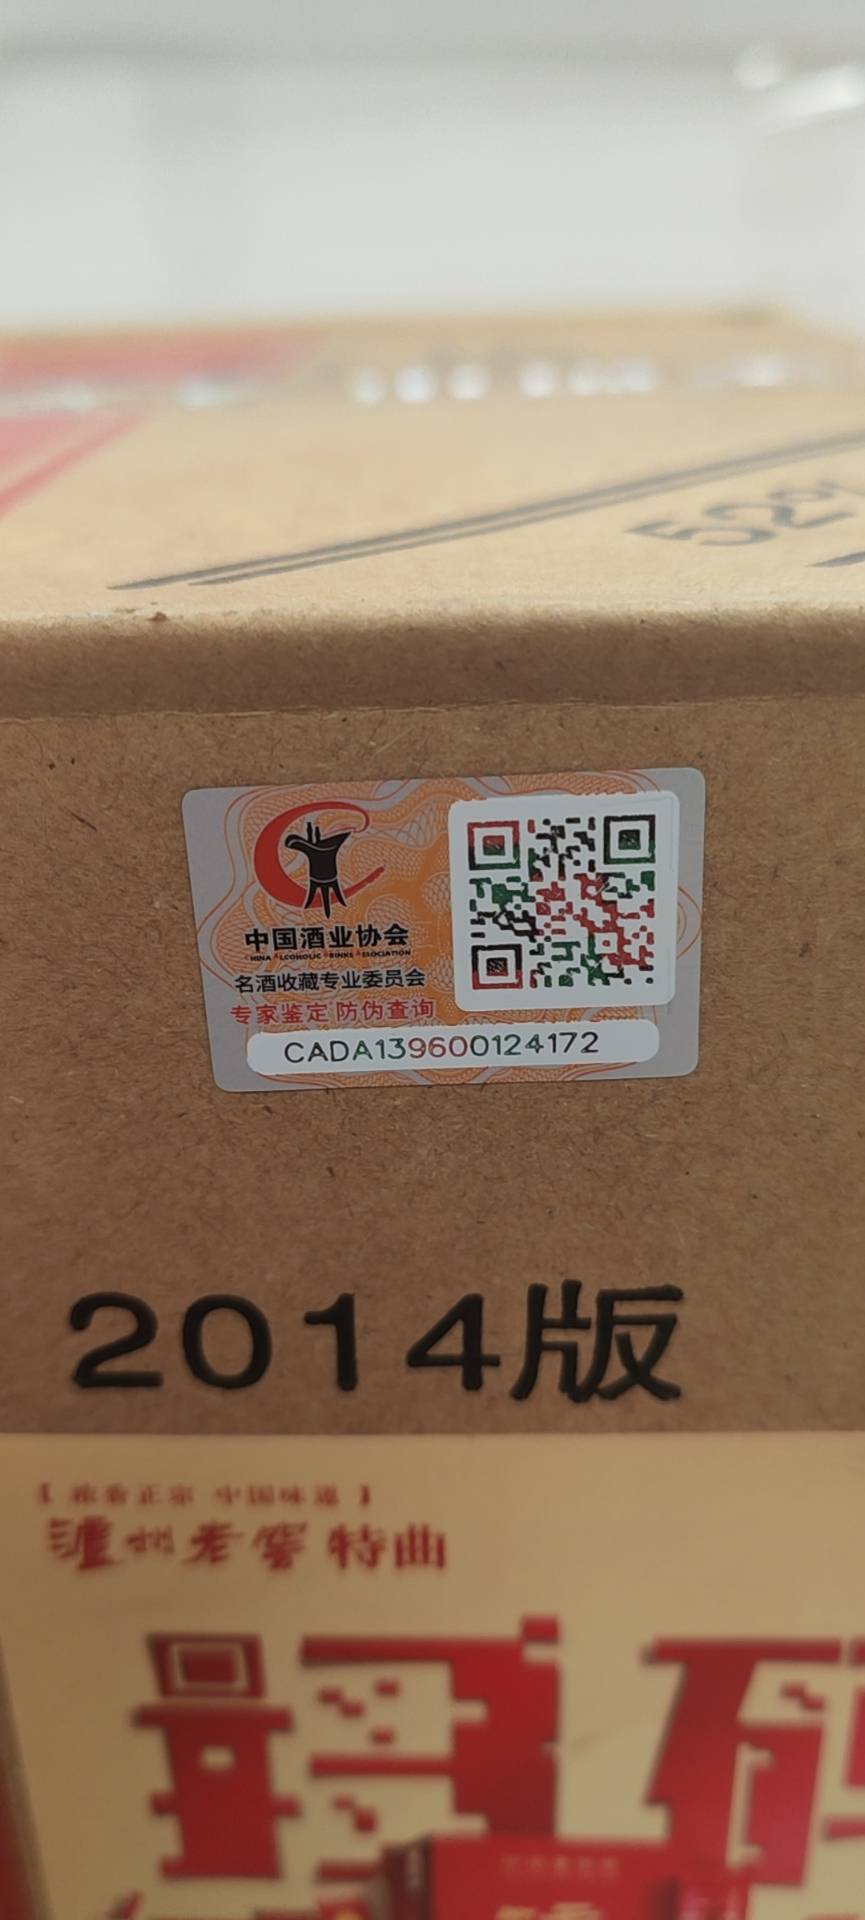 52%
中国酒业协会
CHINA ALCOHOLIC DRINKS ASSOCIATION
名酒收藏专业委员会
专家鉴定 防伪查询
CADA139600124172
2014版
【 浓香正宗 中国味道 】
泸州老窖 特曲